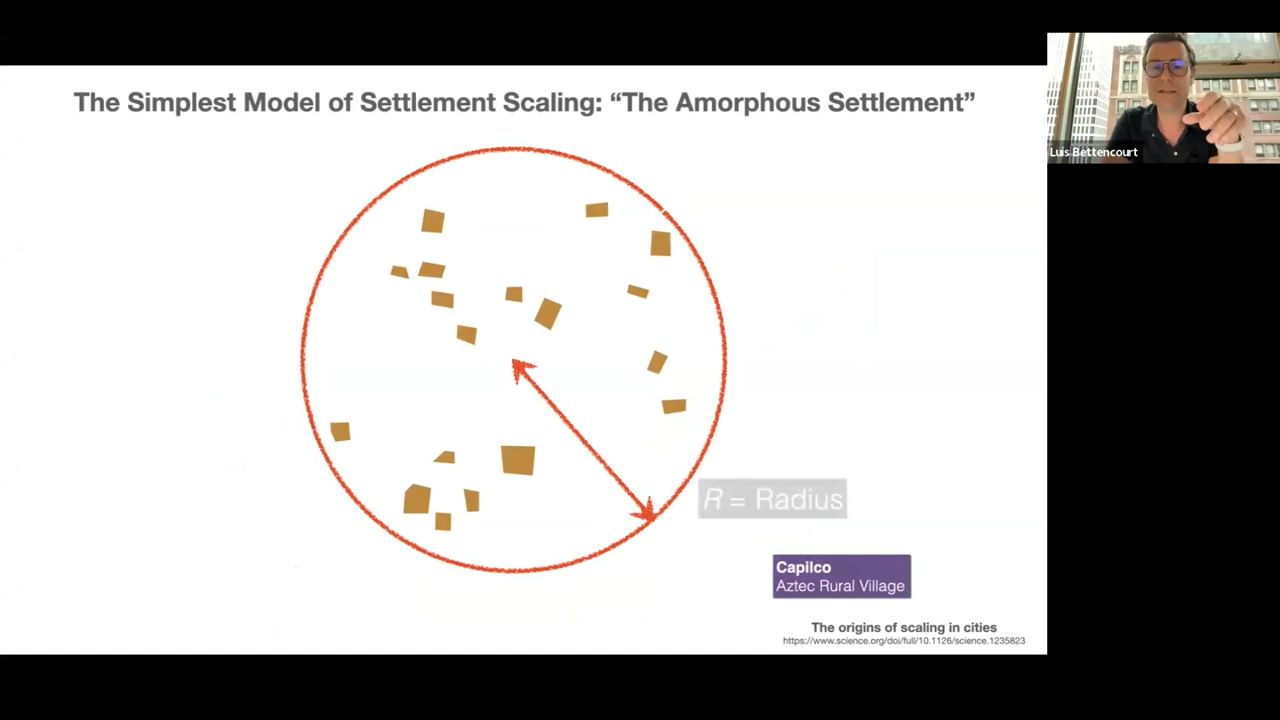 The Simplest Model of Settlement Scaling: “The Amorphous Settlement”
Luis Bettencourt
R = Radius
Capilco
Aztec Rural Village
The origins of scaling in cities
https://www.science.org/doi/full/10.1126/science.1235823